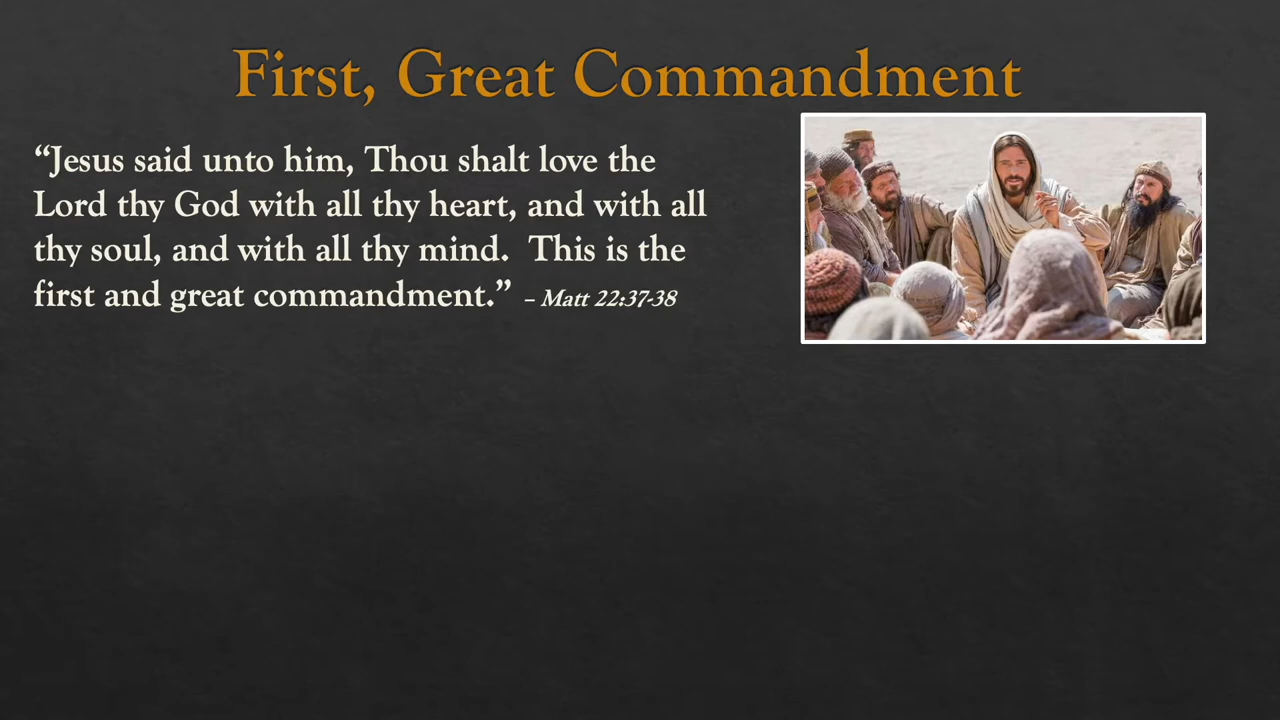 First, Great Commandment
“Jesus said unto him, Thou shalt love the
Lord thy God with all thy heart, and with all
thy soul, and with all thy mind.  This is the
first and great commandment.” – Matt 22:37-38